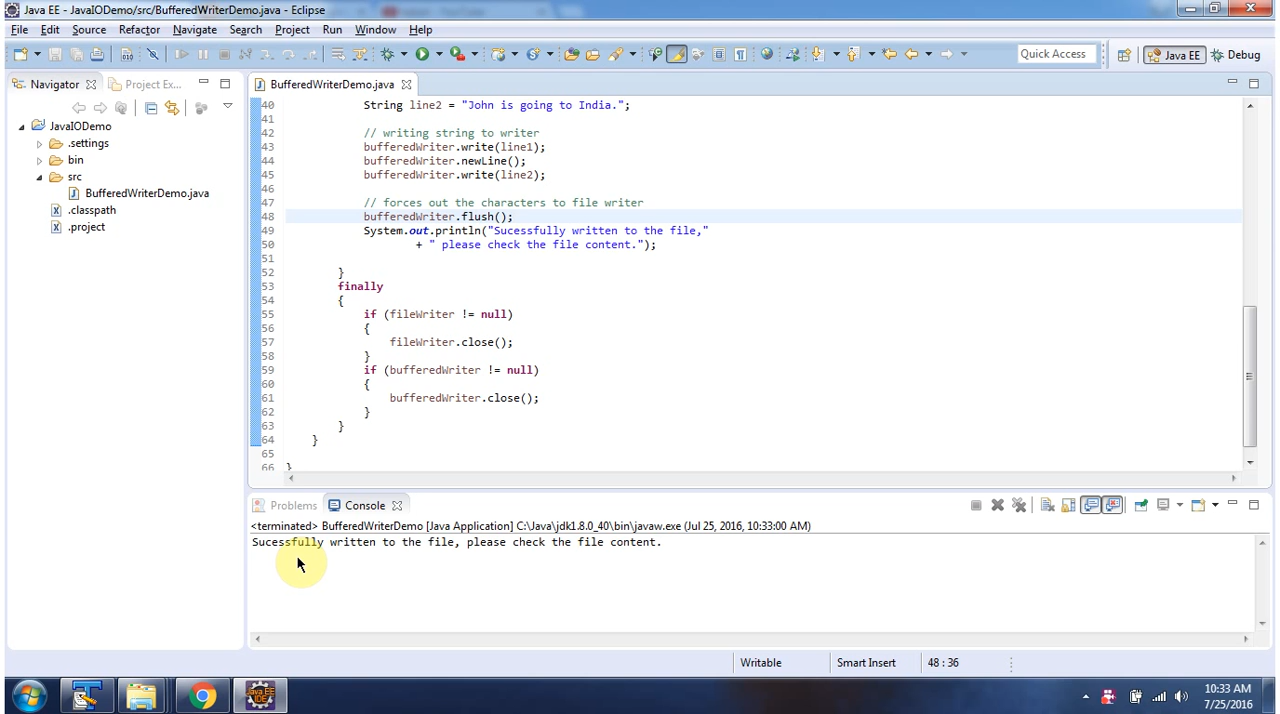 Java EE - JavaIODemo/src/BufferedWriterDemo.java - Eclipse
File Edit Source Refactor Navigate Search Project Run Window Help
Quick Access Java EE Debug
Navigator Project Ex... BufferedWriterDemo.java
JavaIODemo
.settings
bin
src
BufferedWriterDemo.java
.classpath
.project
40 String line2 = "John is going to India.";
41
42 // writing string to writer
43 bufferedWriter.write(line1);
44 bufferedWriter.newLine();
45 bufferedWriter.write(line2);
46
47 // forces out the characters to file writer
48 bufferedWriter.flush();
49 System.out.println("Sucessfully written to the file,"
50 + " please check the file content.");
51
52 }
53 finally
54 {
55 if (fileWriter != null)
56 {
57 fileWriter.close();
58 }
59 if (bufferedWriter != null)
60 {
61 bufferedWriter.close();
62 }
63 }
64 }
65
66 }
Problems Console
<terminated> BufferedWriterDemo [Java Application] C:\Java\jdk1.8.0_40\bin\javaw.exe (Jul 25, 2016, 10:33:00 AM)
Sucessfully written to the file, please check the file content.
Writable Smart Insert 48 : 36
Java EE
IDE
10:33 AM
7/25/2016